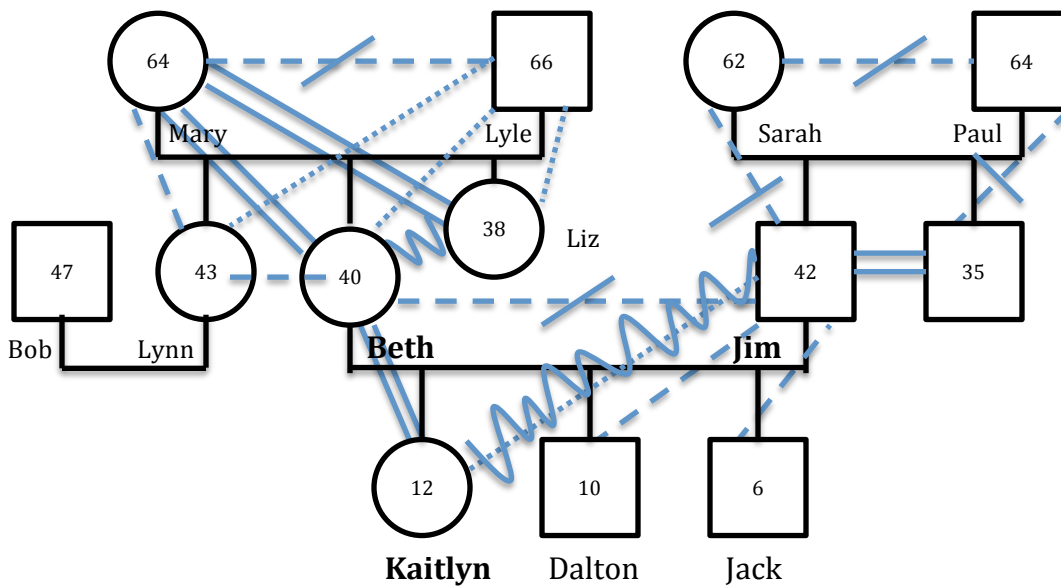 64 66 62 64
Mary Lyle Sarah Paul
38
Liz
47 43 40 42 35
Bob Lynn Beth Jim
12 10 6
Kaitlyn Dalton Jack